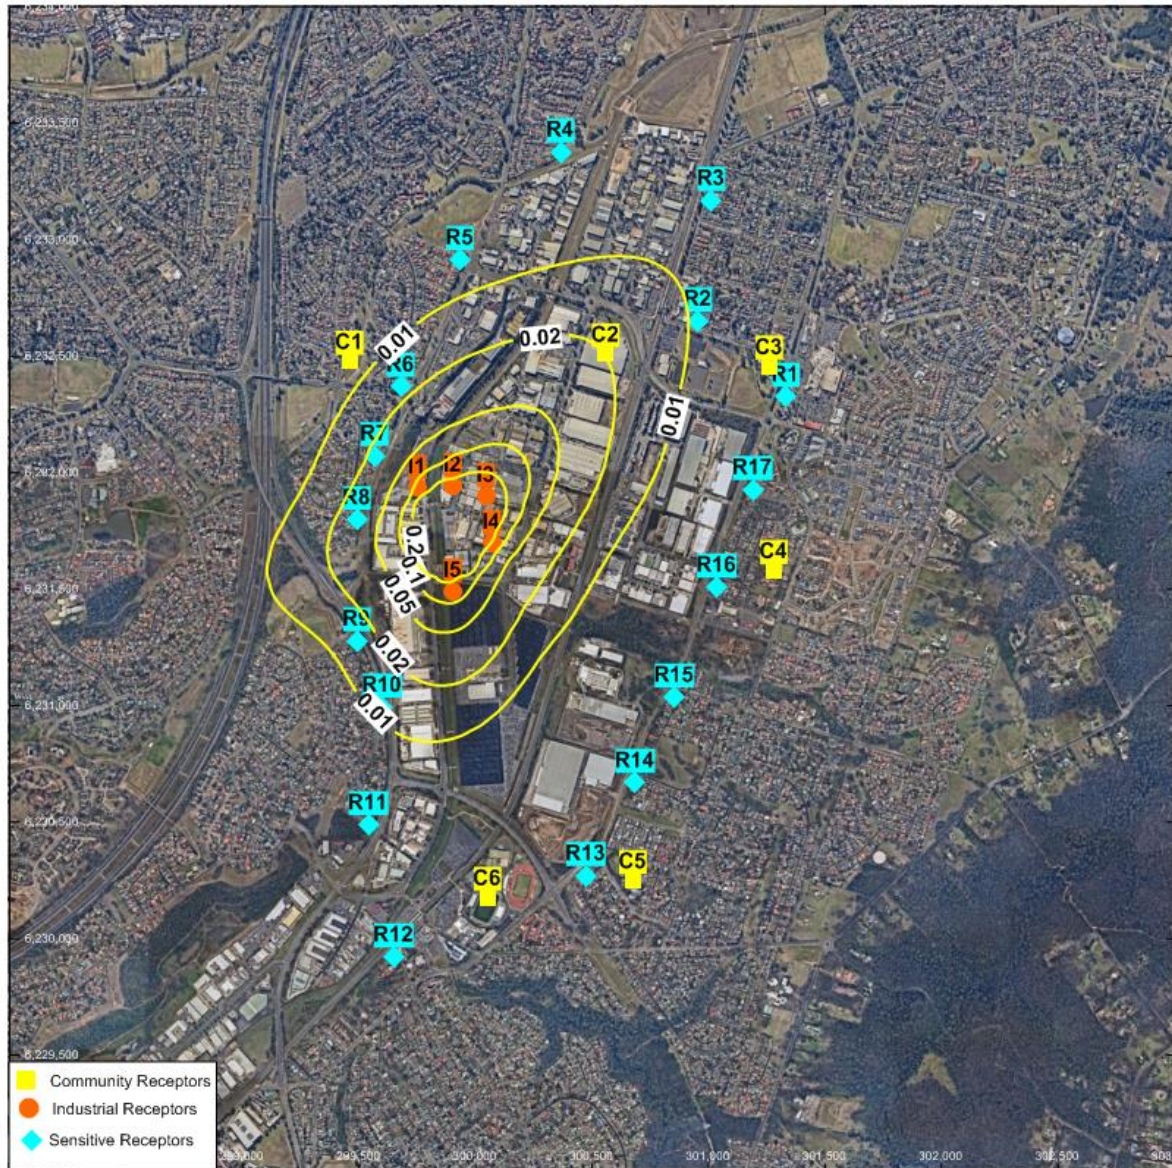 6,233,500
R4
R3
R5
6,233,000
R2
0.01
0.02
C2
C1
C3
6,232,500
R6
R1
0.01
R7
I1
I2
I3
6,232,000
R17
R8
I4
0.2
C4
0.1
I5
R16
6,231,500
0.05
R9
0.02
R10
R15
0.01
6,231,000
R14
R11
6,230,500
R13
C5
C6
R12
6,230,000
6,229,500
Community Receptors
Industrial Receptors
Sensitive Receptors
299,500
300,000
300,500
301,000
301,500
302,000
302,500